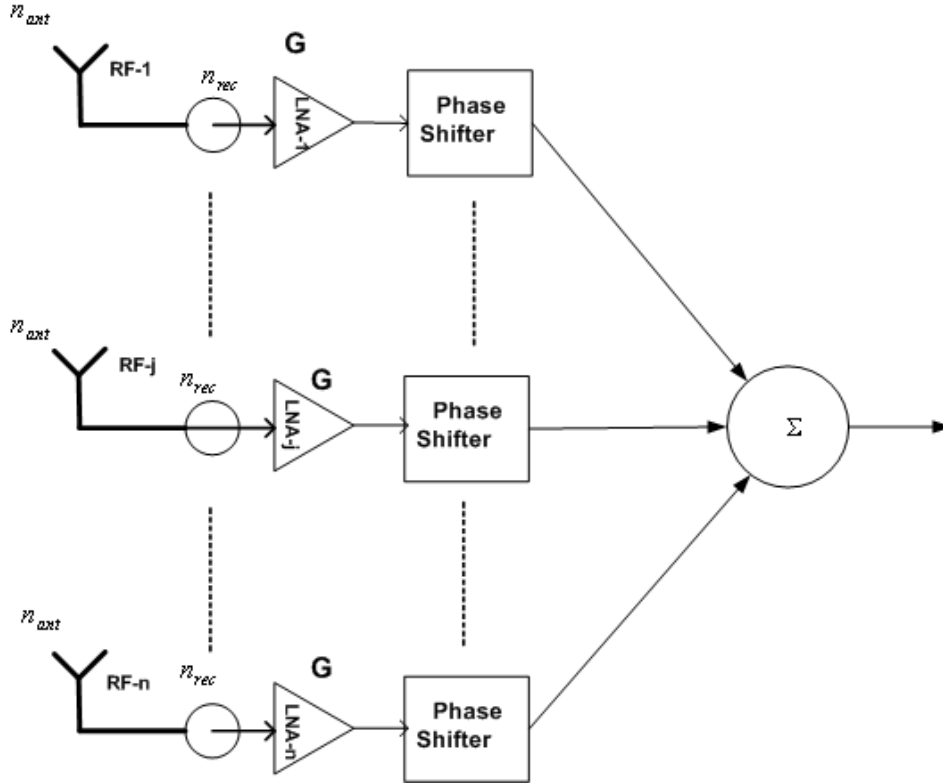 n_ant
G
RF-1
n_rec
LNA-1
Phase
Shifter
n_ant
RF-j
n_rec
G
LNA-j
Phase
Shifter
Σ
n_ant
RF-n
n_rec
G
LNA-n
Phase
Shifter